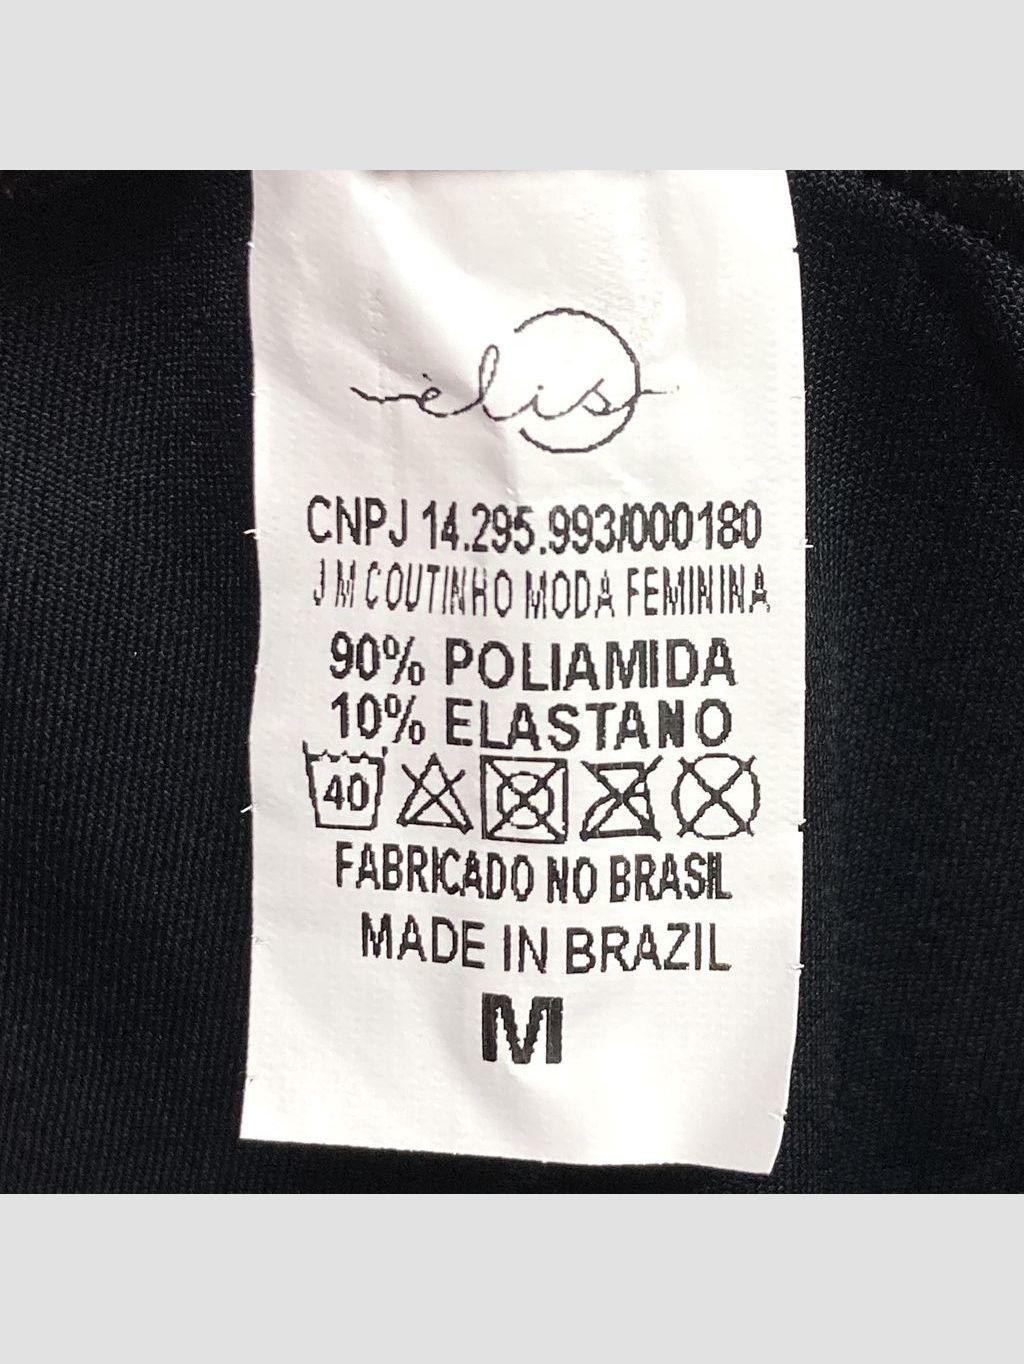 èlis
CNPJ 14.295.993/000180
J M COUTINHO MODA FEMININA
90% POLIAMIDA
10% ELASTANO
40
FABRICADO NO BRASIL
MADE IN BRAZIL
M